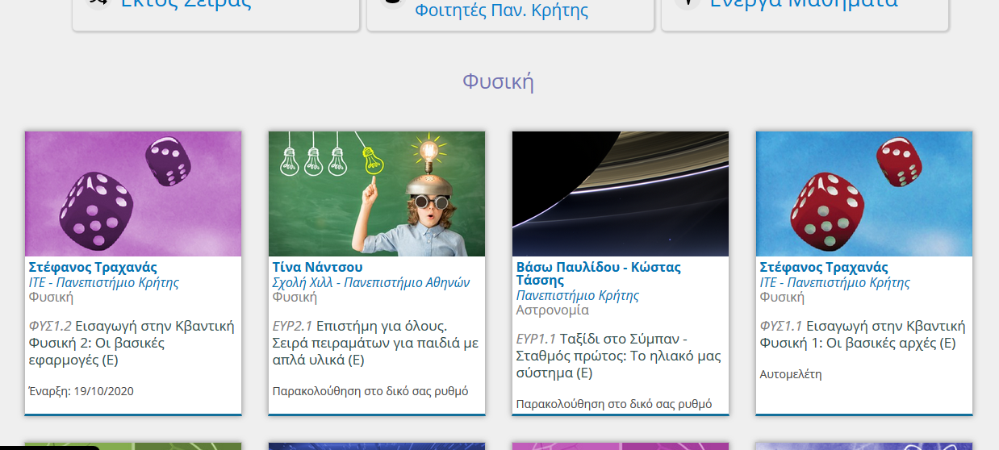 Εκτός Σειράς
Φοιτητές Παν. Κρήτης
Ενεργά Μαθήματα
Φυσική
Στέφανος Τραχανάς
ΙΤΕ - Πανεπιστήμιο Κρήτης
Φυσική
ΦΥΣ1.2 Εισαγωγή στην Κβαντική
Φυσική 2: Οι βασικές
εφαρμογές (Ε)
Έναρξη: 19/10/2020
Τίνα Νάντσου
Σχολή Χιλλ - Πανεπιστήμιο Αθηνών
Φυσική
ΕΥΡ2.1 Επιστήμη για όλους.
Σειρά πειραμάτων για παιδιά με
απλά υλικά (Ε)
Παρακολούθηση στο δικό σας ρυθμό
Βάσω Παυλίδου - Κώστας
Τάσσης
Πανεπιστήμιο Κρήτης
Αστρονομία
ΕΥΡ1.1 Ταξίδι στο Σύμπαν -
Σταθμός πρώτος: Το ηλιακό μας
σύστημα (Ε)
Παρακολούθηση στο δικό σας ρυθμό
Στέφανος Τραχανάς
ΙΤΕ - Πανεπιστήμιο Κρήτης
Φυσική
ΦΥΣ1.1 Εισαγωγή στην Κβαντική
Φυσική 1: Οι βασικές αρχές (Ε)
Αυτομελέτη